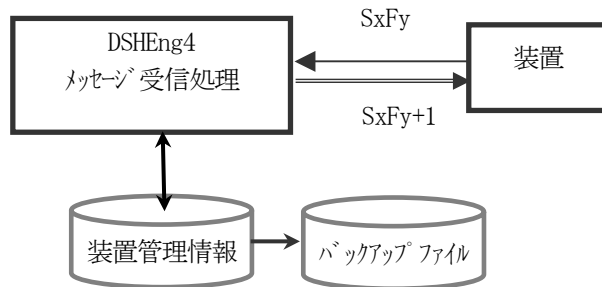 SxFy
DSHEng4
メッセージ受信処理
装置
SxFy+1
装置管理情報
バックアップファイル